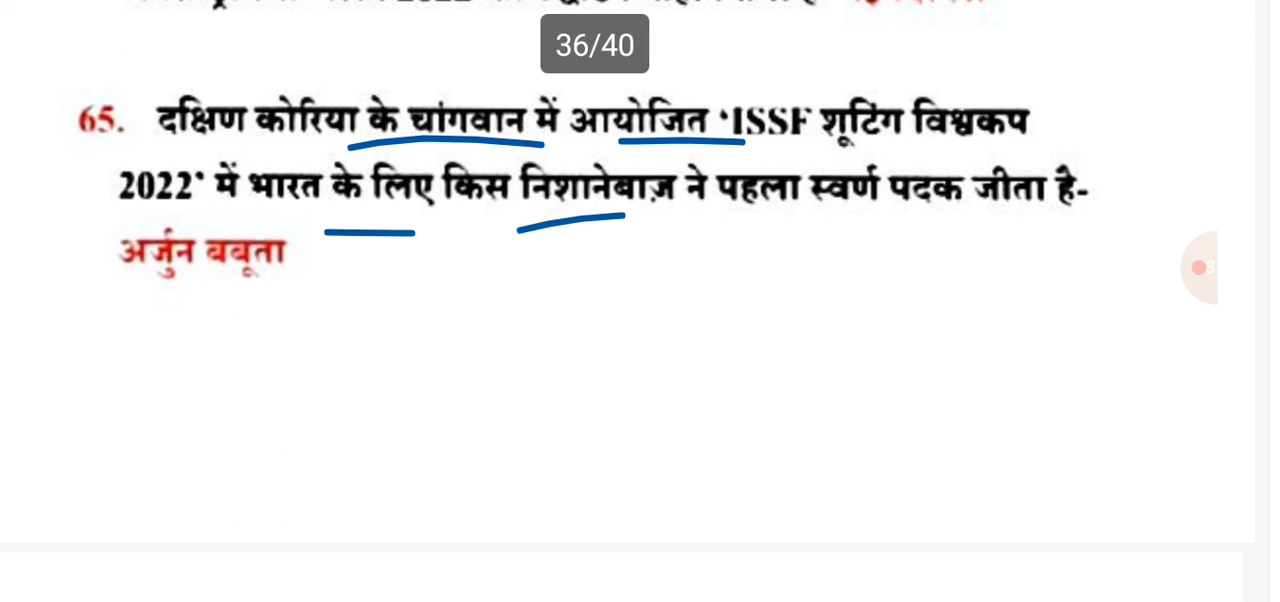 36/40
65. दक्षिण कोरिया के चांगवान में आयोजित 'ISSF शूटिंग विश्वकप
2022' में भारत के लिए किस निशानेबाज़ ने पहला स्वर्ण पदक जीता है-
अर्जुन बबूता